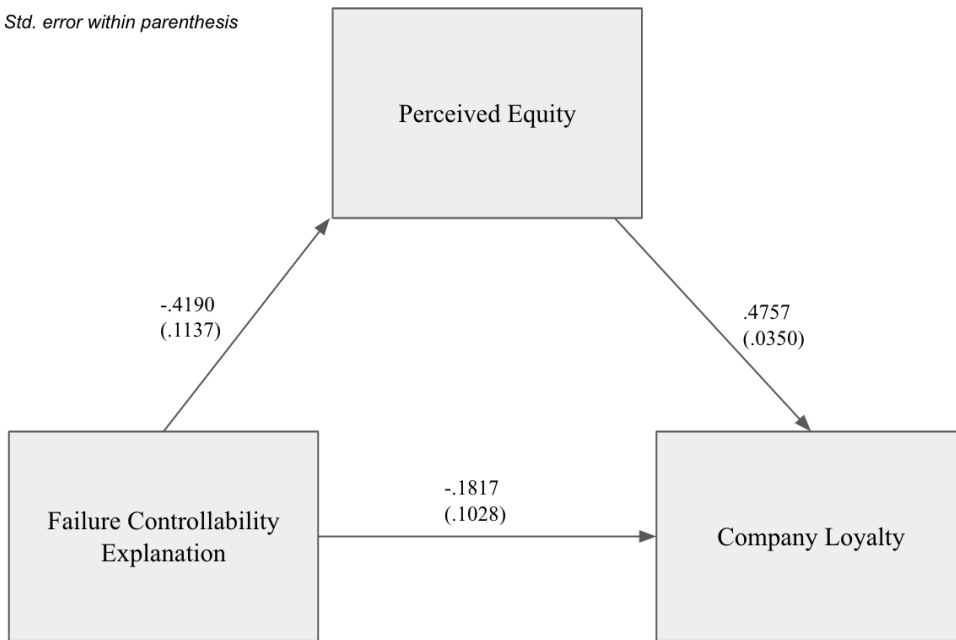 Std. error within parenthesis
Perceived Equity
-.4190
(.1137)
.4757
(.0350)
-.1817
(.1028)
Failure Controllability
Explanation
Company Loyalty